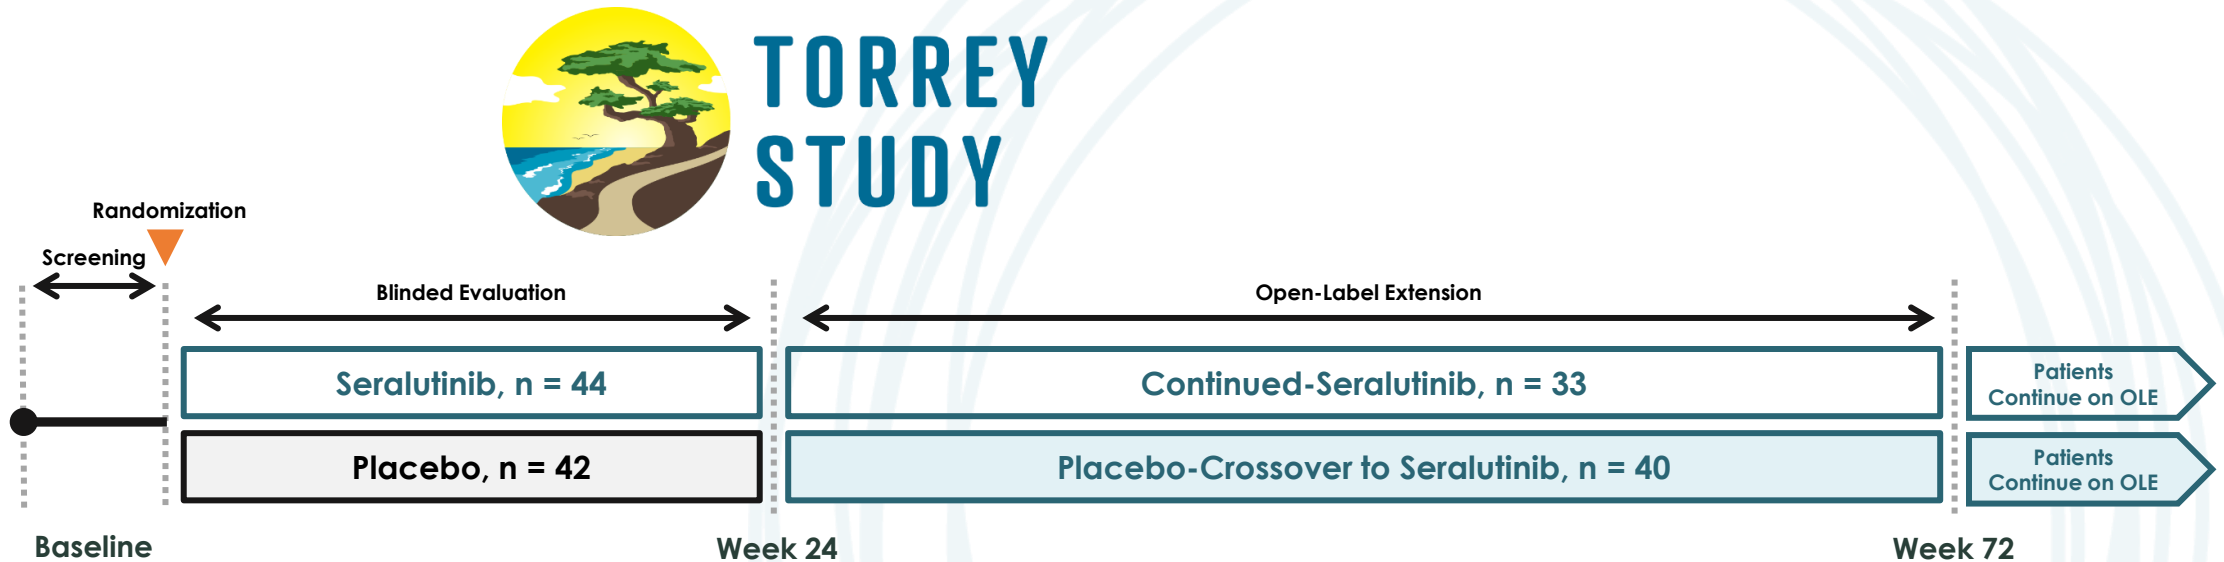 TORREY
STUDY
Randomization
Screening
Blinded Evaluation
Open-Label Extension
Seralutinib, n = 44
Continued-Seralutinib, n = 33
Patients
Continue on OLE
Placebo, n = 42
Placebo-Crossover to Seralutinib, n = 40
Patients
Continue on OLE
Baseline
Week 24
Week 72